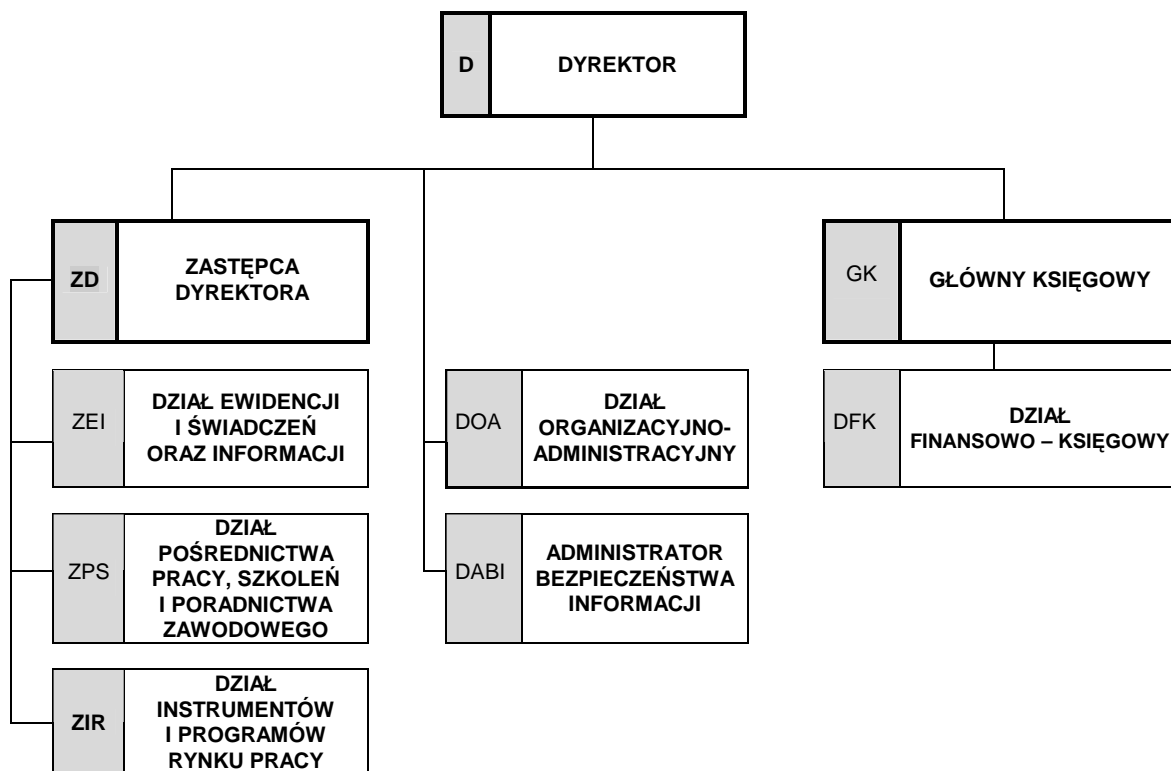 D
DYREKTOR
ZD
ZASTĘPCA
DYREKTORA
GK
GŁÓWNY KSIĘGOWY
ZEI
DZIAŁ EWIDENCJI
I ŚWIADCZEŃ
ORAZ INFORMACJI
DOA
DZIAŁ
ORGANIZACYJNO-
ADMINISTRACYJNY
DFK
DZIAŁ
FINANSOWO – KSIĘGOWY
ZPS
DZIAŁ
POŚREDNICTWA
PRACY, SZKOLEŃ
I PORADNICTWA
ZAWODOWEGO
DABI
ADMINISTRATOR
BEZPIECZEŃSTWA
INFORMACJI
ZIR
DZIAŁ
INSTRUMENTÓW
I PROGRAMÓW
RYNKU PRACY